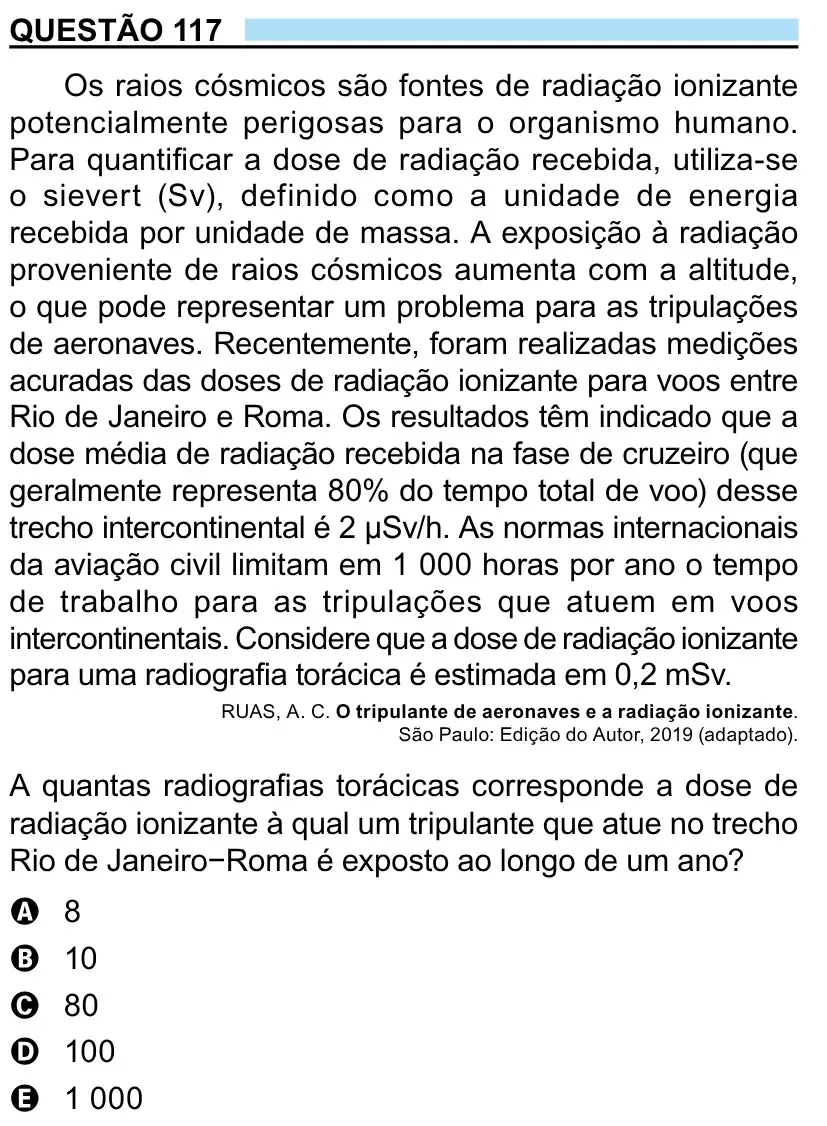 QUESTÃO 117
Os raios cósmicos são fontes de radiação ionizante
potencialmente perigosas para o organismo humano.
Para quantificar a dose de radiação recebida, utiliza-se
o sievert (Sv), definido como a unidade de energia
recebida por unidade de massa. A exposição à radiação
proveniente de raios cósmicos aumenta com a altitude,
o que pode representar um problema para as tripulações
de aeronaves. Recentemente, foram realizadas medições
acuradas das doses de radiação ionizante para voos entre
Rio de Janeiro e Roma. Os resultados têm indicado que a
dose média de radiação recebida na fase de cruzeiro (que
geralmente representa 80% do tempo total de voo) desse
trecho intercontinental é 2 µSv/h. As normas internacionais
da aviação civil limitam em 1 000 horas por ano o tempo
de trabalho para as tripulações que atuem em voos
intercontinentais. Considere que a dose de radiação ionizante
para uma radiografia torácica é estimada em 0,2 mSv.
RUAS, A. C. O tripulante de aeronaves e a radiação ionizante.
São Paulo: Edição do Autor, 2019 (adaptado).
A quantas radiografias torácicas corresponde a dose de
radiação ionizante à qual um tripulante que atue no trecho
Rio de Janeiro−Roma é exposto ao longo de um ano?
A 8
B 10
C 80
D 100
E 1 000